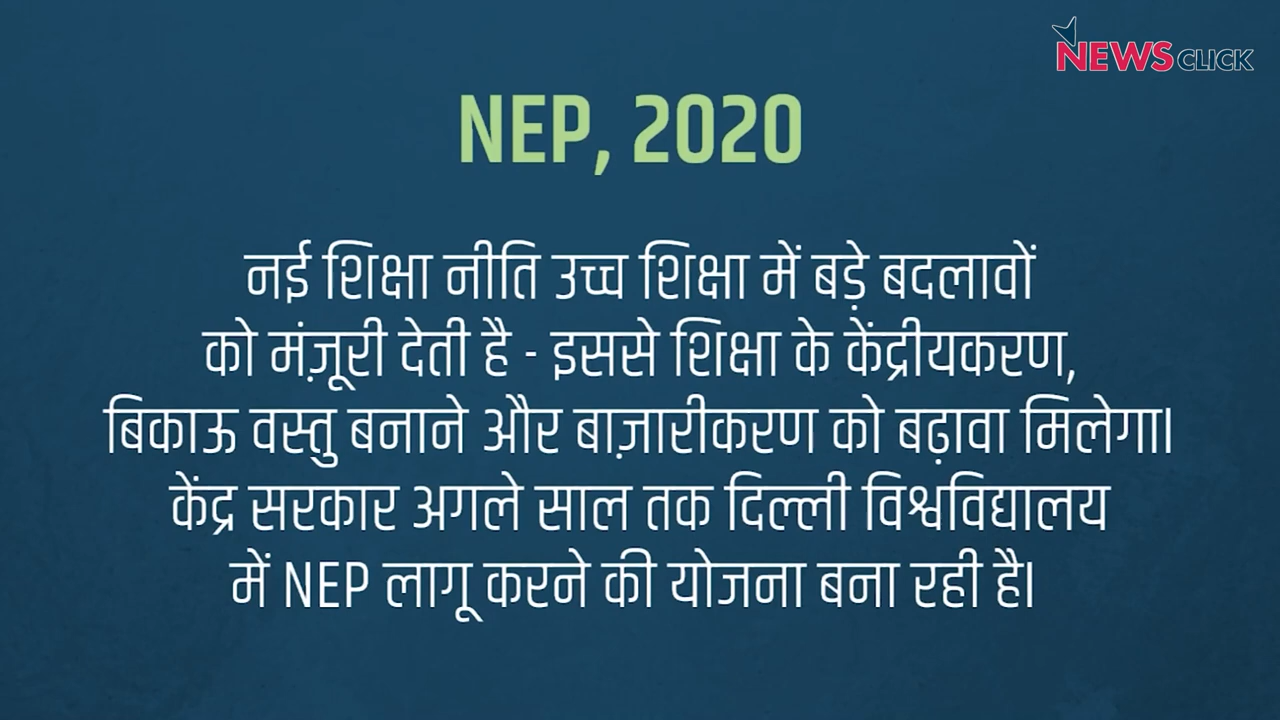 NEWSCLICK
NEP, 2020
नई शिक्षा नीति उच्च शिक्षा में बड़े बदलावों
को मंज़ूरी देती है - इससे शिक्षा के केंद्रीयकरण,
बिकाऊ वस्तु बनाने और बाज़ारीकरण को बढ़ावा मिलेगा।
केंद्र सरकार अगले साल तक दिल्ली विश्वविद्यालय
में NEP लागू करने की योजना बना रही है।